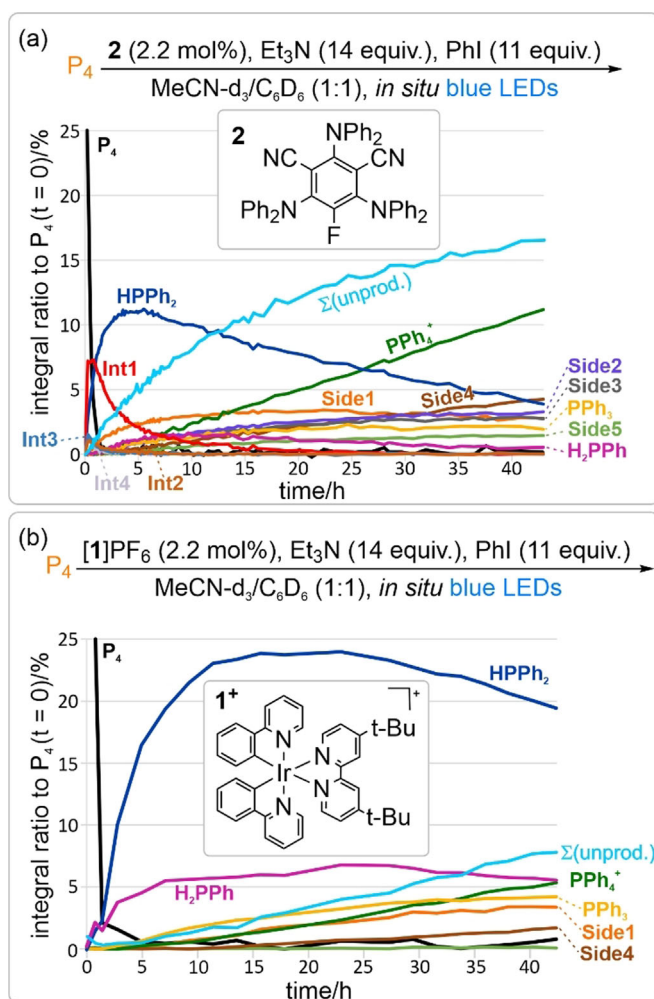 (a)
2 (2.2 mol%), Et₃N (14 equiv.), PhI (11 equiv.)
P₄
MeCN-d₃/C₆D₆ (1:1), in situ blue LEDs
integral ratio to P₄(t = 0)/%
25
20
15
10
5
0
P₄
2
NPh₂
NC
CN
Ph₂N
NPh₂
F
HPPh₂
Σ(unprod.)
PPh₄⁺
Int1
Side1
Side4
Side2
Side3
PPh₃
Side5
H₂PPh
Int3
Int4
Int2
0 5 10 15 20 25 30 35 40
time/h
(b)
[1]PF₆ (2.2 mol%), Et₃N (14 equiv.), PhI (11 equiv.)
P₄
MeCN-d₃/C₆D₆ (1:1), in situ blue LEDs
integral ratio to P₄(t = 0)/%
25
20
15
10
5
0
P₄
HPPh₂
1⁺
+
t-Bu
N
N
Ir
N
N
t-Bu
H₂PPh
Σ(unprod.)
PPh₄⁺
PPh₃
Side1
Side4
0 5 10 15 20 25 30 35 40
time/h